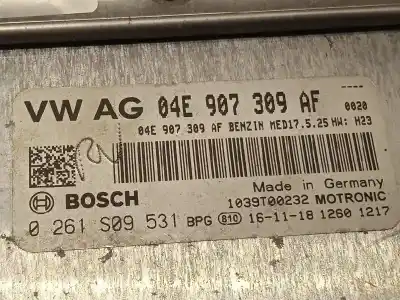 VW AG 04E 907 309 AF 0020
04E 907 309 AF BENZIN MED17.5.25 HW: H23
BOSCH
Made in Germany
1039T00232 MOTRONIC
0 261 S09 531 BPG 810 16-11-18 1260 1217